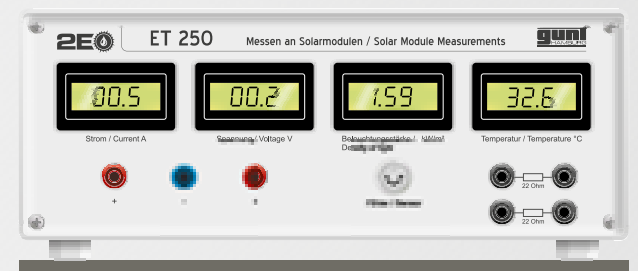 2E
ET 250
Messen an Solarmodulen / Solar Module Measurements
gunt
HAMBURG
00.5
00.2
1.59
32.6
Strom / Current A
Voltage V
Temperatur / Temperature °C
+
22 Ohm
22 Ohm